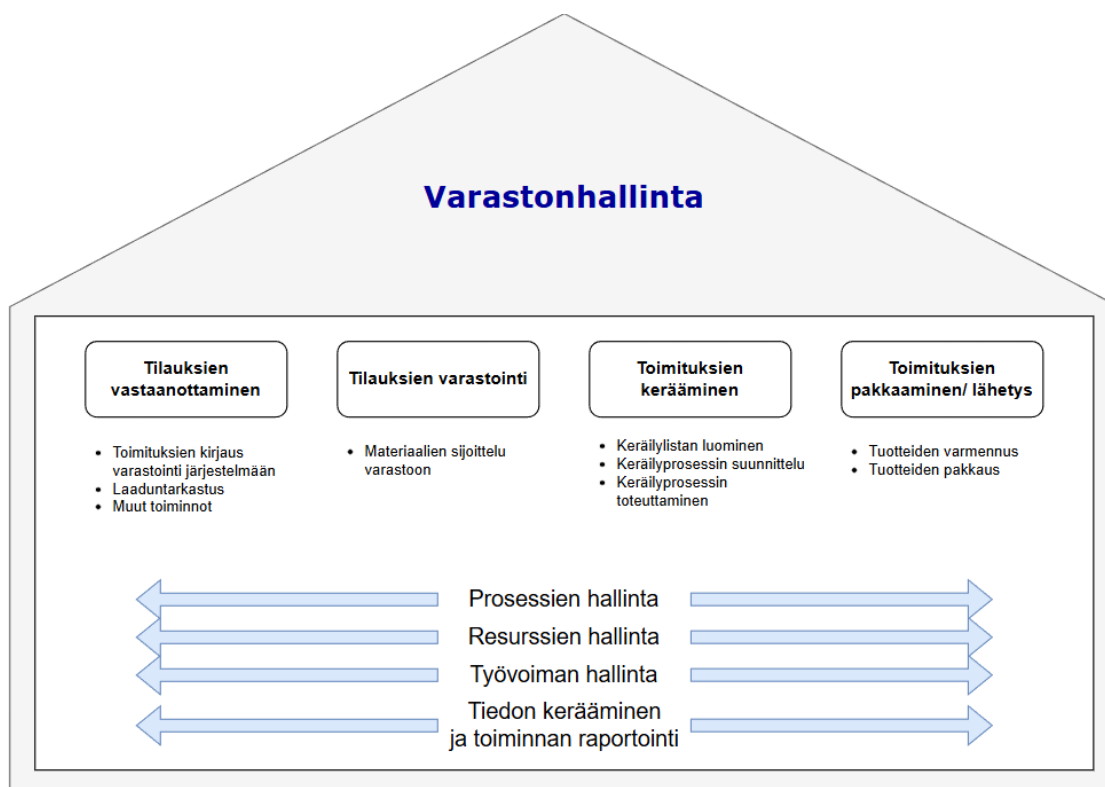 Varastonhallinta
Tilauksien
vastaanottaminen
Tilauksien varastointi
Toimituksien
kerääminen
Toimituksien
pakkaaminen/ lähetys
• Toimituksien kirjaus
varastointi järjestelmään
• Laaduntarkastus
• Muut toiminnot
• Materiaalien sijoittelu
varastoon
• Keräilylistan luominen
• Keräilyprosessin suunnittelu
• Keräilyprosessin
toteuttaminen
• Tuotteiden varmennus
• Tuotteiden pakkaus
Prosessien hallinta
Resurssien hallinta
Työvoiman hallinta
Tiedon kerääminen
ja toiminnan raportointi